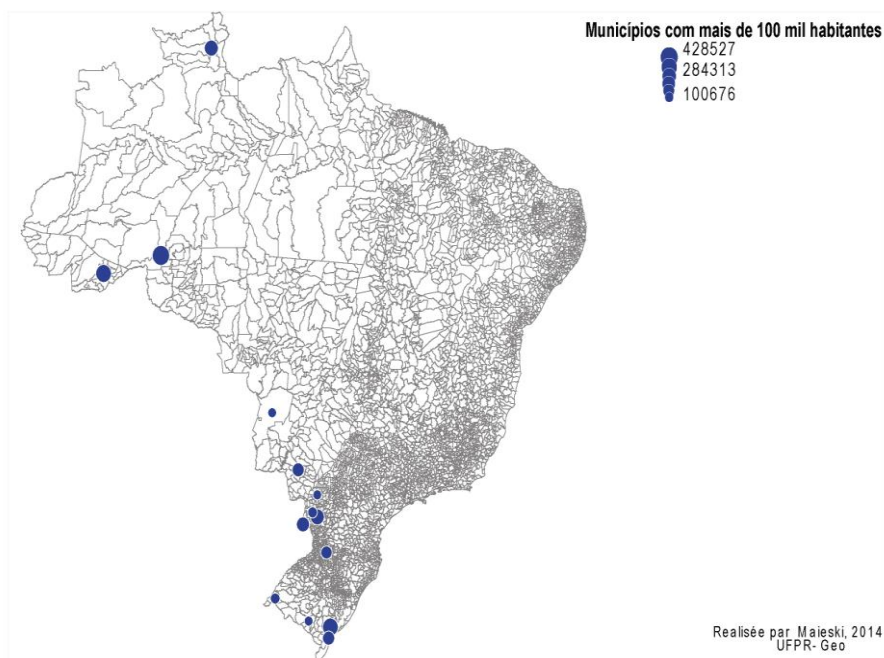 Municípios com mais de 100 mil habitantes
428527
284313
100676
Realisée par Maieski, 2014
UFPR- Geo